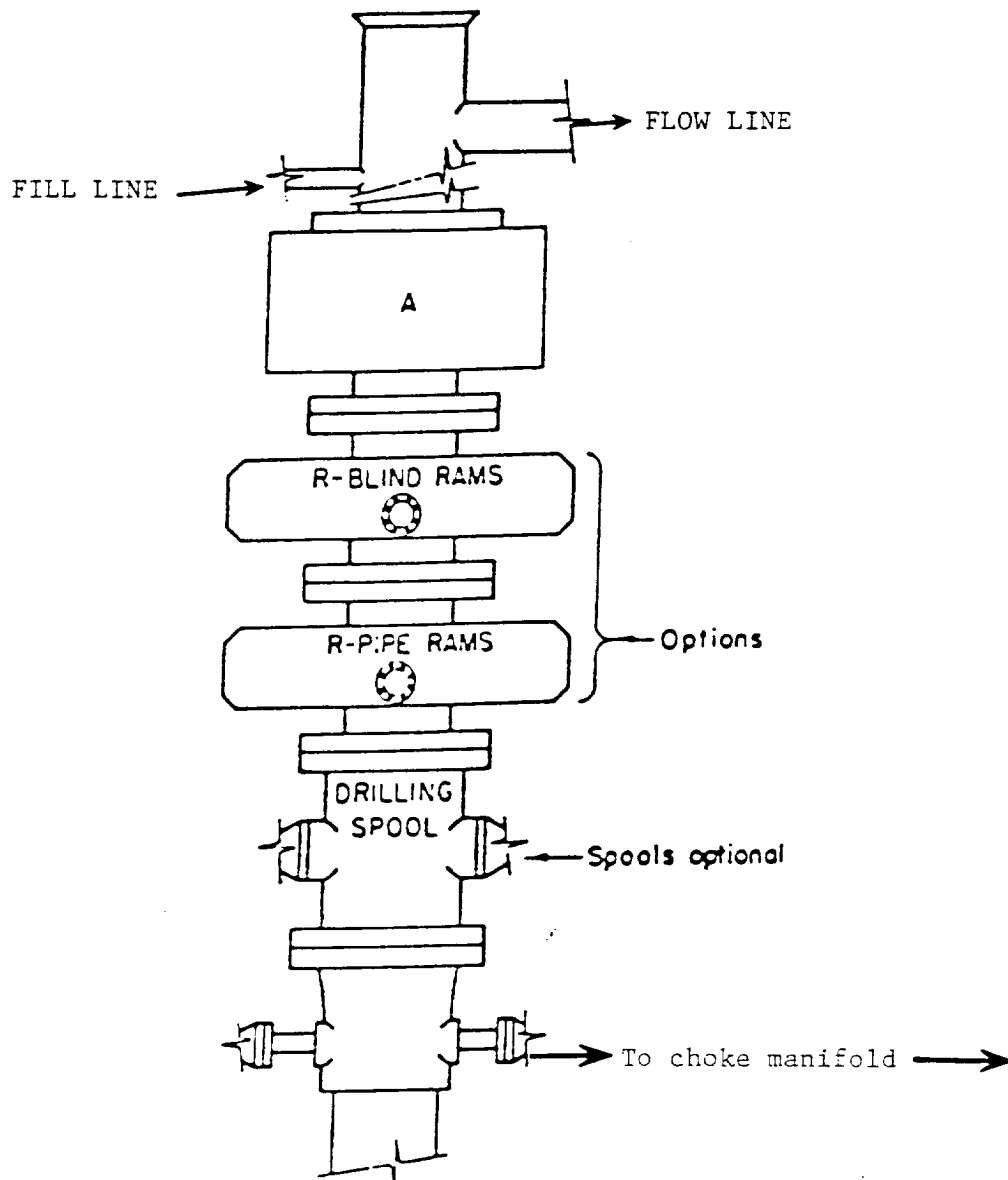 FLOW LINE
FILL LINE
A
R-BLIND RAMS
R-PIPE RAMS
Options
DRILLING
SPOOL
Spools optional
To choke manifold